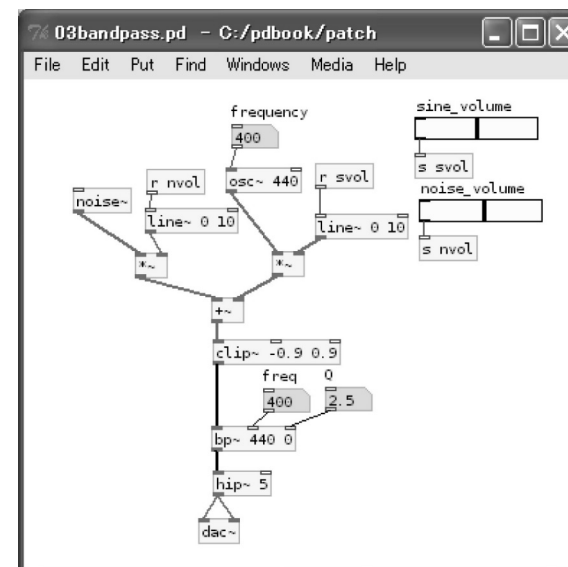 03bandpass.pd - C:/pdbook/patch
File Edit Put Find Windows Media Help
frequency
400
sine_volume
s svol
noise_volume
s nvol
noise~
r nvol
osc~ 440
r svol
line~ 0 10
line~ 0 10
*~
*~
+~
clip~ -0.9 0.9
freq
Q
400
2.5
bp~ 440 0
hip~ 5
dac~